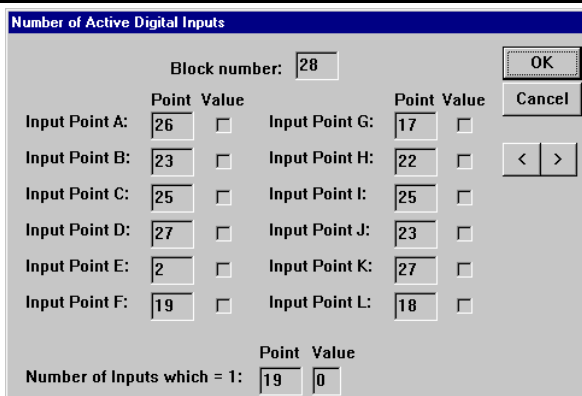 Number of Active Digital Inputs
Block number: 28
OK
Cancel
Point Value Point Value
Input Point A: 26 Input Point G: 17
Input Point B: 23 Input Point H: 22
< >
Input Point C: 25 Input Point I: 25
Input Point D: 27 Input Point J: 23
Input Point E: 2 Input Point K: 27
Input Point F: 19 Input Point L: 18
Point Value
Number of Inputs which = 1: 19 0